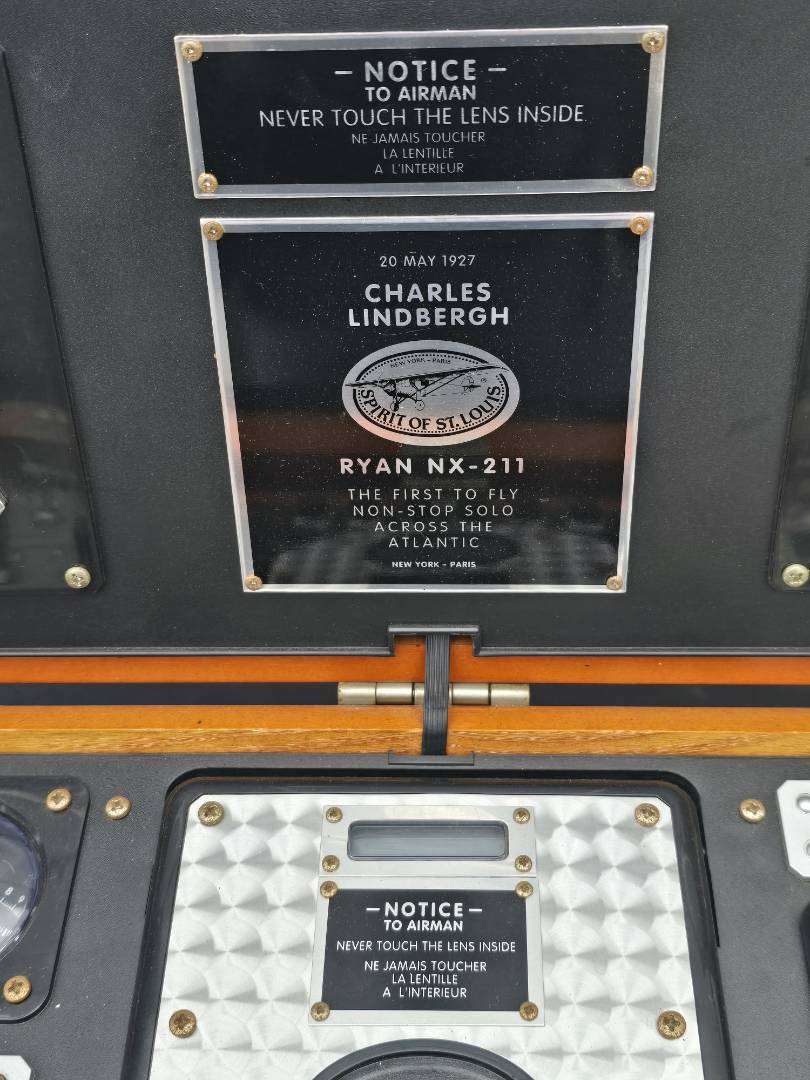 — NOTICE —
TO AIRMAN
NEVER TOUCH THE LENS INSIDE
NE JAMAIS TOUCHER
LA LENTILLE
A L'INTERIEUR
20 MAY 1927
CHARLES
LINDBERGH
NEW YORK - PARIS
SPIRIT OF ST. LOUIS
RYAN NX-211
THE FIRST TO FLY
NON-STOP SOLO
ACROSS THE
ATLANTIC
NEW YORK - PARIS
— NOTICE —
TO AIRMAN
NEVER TOUCH THE LENS INSIDE
NE JAMAIS TOUCHER
LA LENTILLE
A L'INTERIEUR